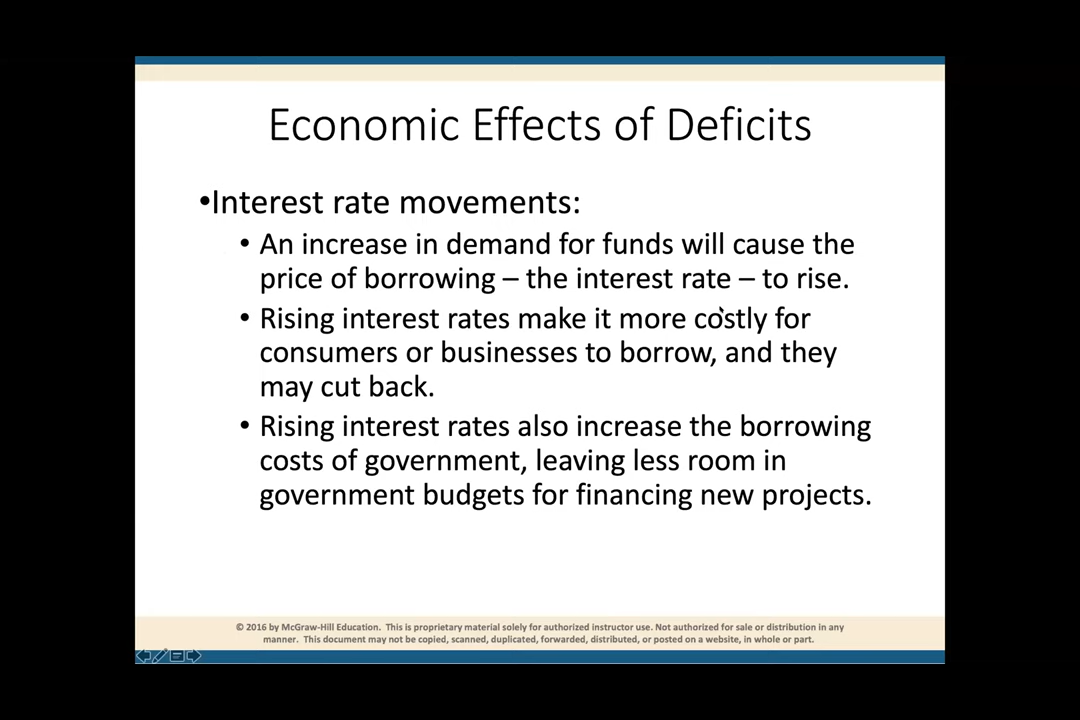 Economic Effects of Deficits
•Interest rate movements:
• An increase in demand for funds will cause the
price of borrowing – the interest rate – to rise.
• Rising interest rates make it more costly for
consumers or businesses to borrow, and they
may cut back.
• Rising interest rates also increase the borrowing
costs of government, leaving less room in
government budgets for financing new projects.
© 2016 by McGraw-Hill Education. This is proprietary material solely for authorized instructor use. Not authorized for sale or distribution in any
manner. This document may not be copied, scanned, duplicated, forwarded, distributed, or posted on a website, in whole or part.